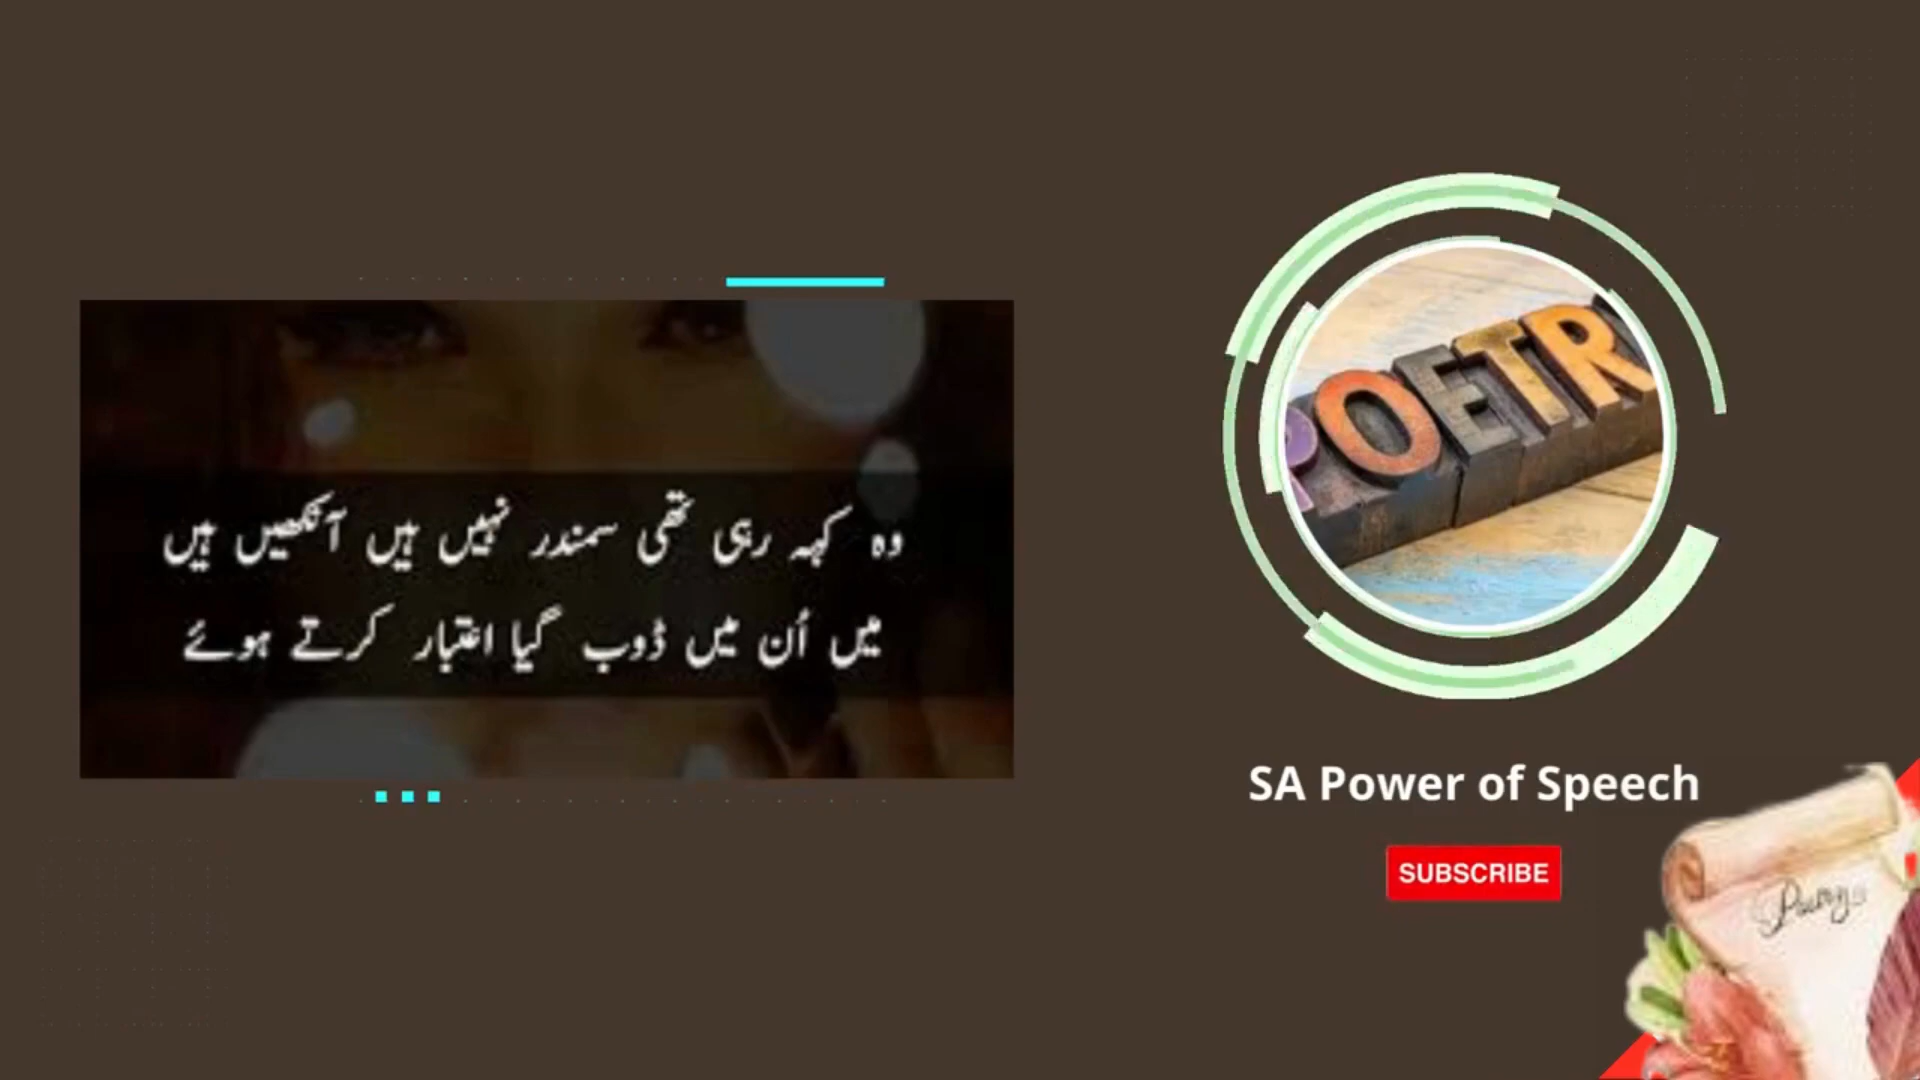 وہ کہہ رہی تھی سمندر نہیں ہیں آنکھیں ہیں
میں اُن میں ڈوب گیا اعتبار کرتے ہوئے
POETR
SA Power of Speech
SUBSCRIBE
Poetry